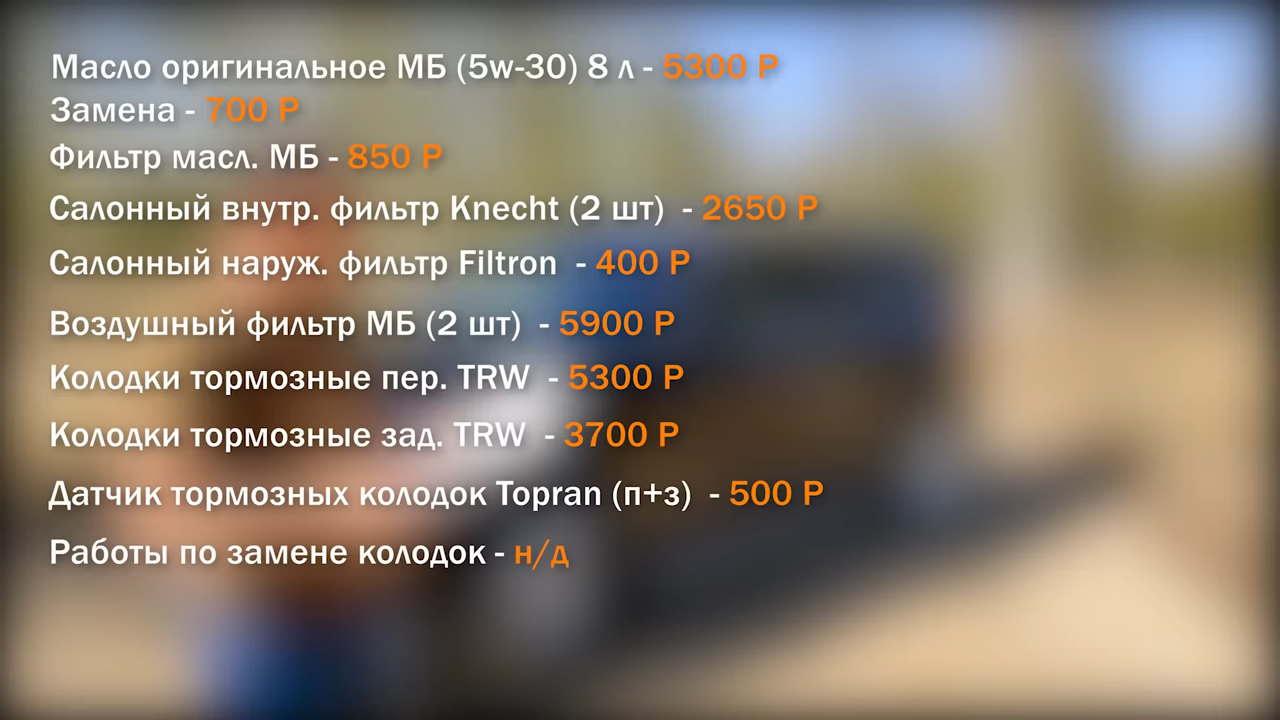 Масло оригинальное МБ (5w-30) 8 л - 5300 Р
Замена - 700 Р
Фильтр масл. МБ - 850 Р
Салонный внутр. фильтр Knecht (2 шт) - 2650 Р
Салонный наруж. фильтр Filtron - 400 Р
Воздушный фильтр МБ (2 шт) - 5900 Р
Колодки тормозные пер. TRW - 5300 Р
Колодки тормозные зад. TRW - 3700 Р
Датчик тормозных колодок Topran (п+з) - 500 Р
Работы по замене колодок - н/д